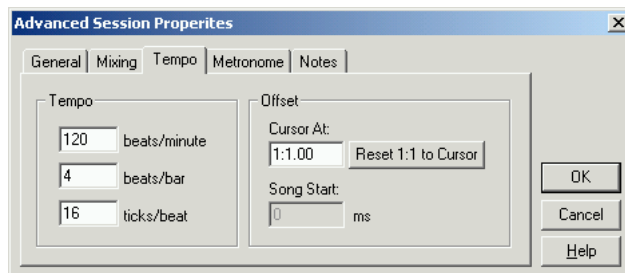 Advanced Session Properites
General Mixing Tempo Metronome Notes
Tempo
120 beats/minute
4 beats/bar
16 ticks/beat
Offset
Cursor At:
1:1.00 Reset 1:1 to Cursor
Song Start:
0 ms
OK
Cancel
Help